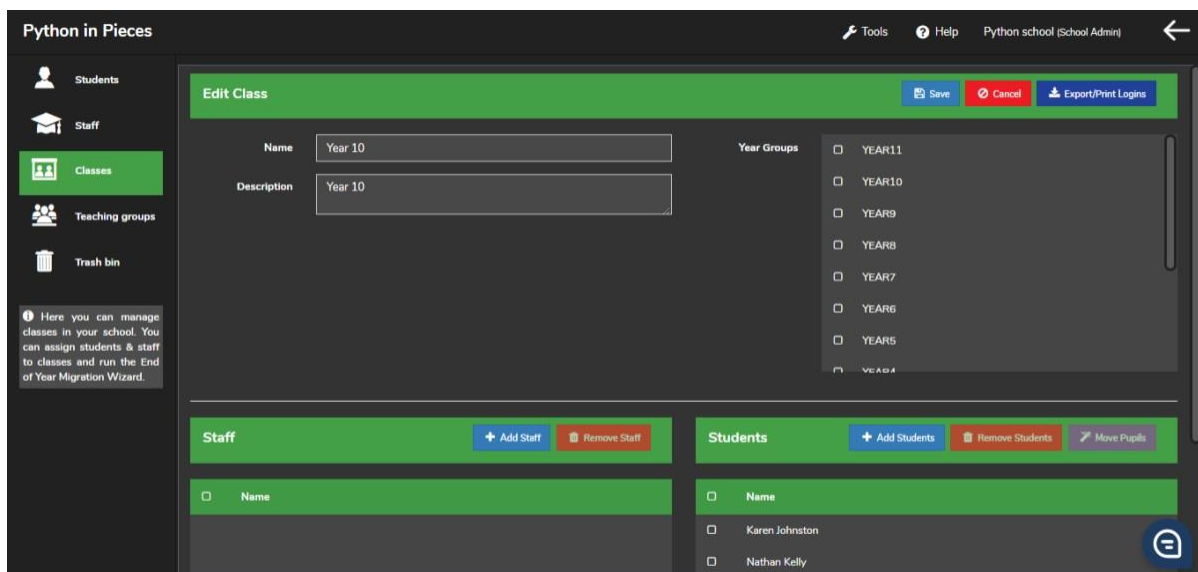 Python in Pieces
Tools
Help
Python school (School Admin)
Students
Staff
Classes
Teaching groups
Trash bin
Here you can manage
classes in your school. You
can assign students & staff
to classes and run the End
of Year Migration Wizard.
Edit Class
Save
Cancel
Export/Print Logins
Name
Year 10
Description
Year 10
Year Groups
YEAR11
YEAR10
YEAR9
YEAR8
YEAR7
YEAR6
YEAR5
YEAR4
Staff
Add Staff
Remove Staff
Name
Students
Add Students
Remove Students
Move Pupils
Name
Karen Johnston
Nathan Kelly